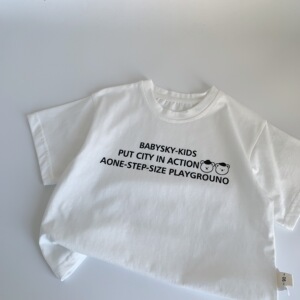 BABYSKY-KIDS
PUT CITY IN ACTION
AONE-STEP-SIZE PLAYGROUNO